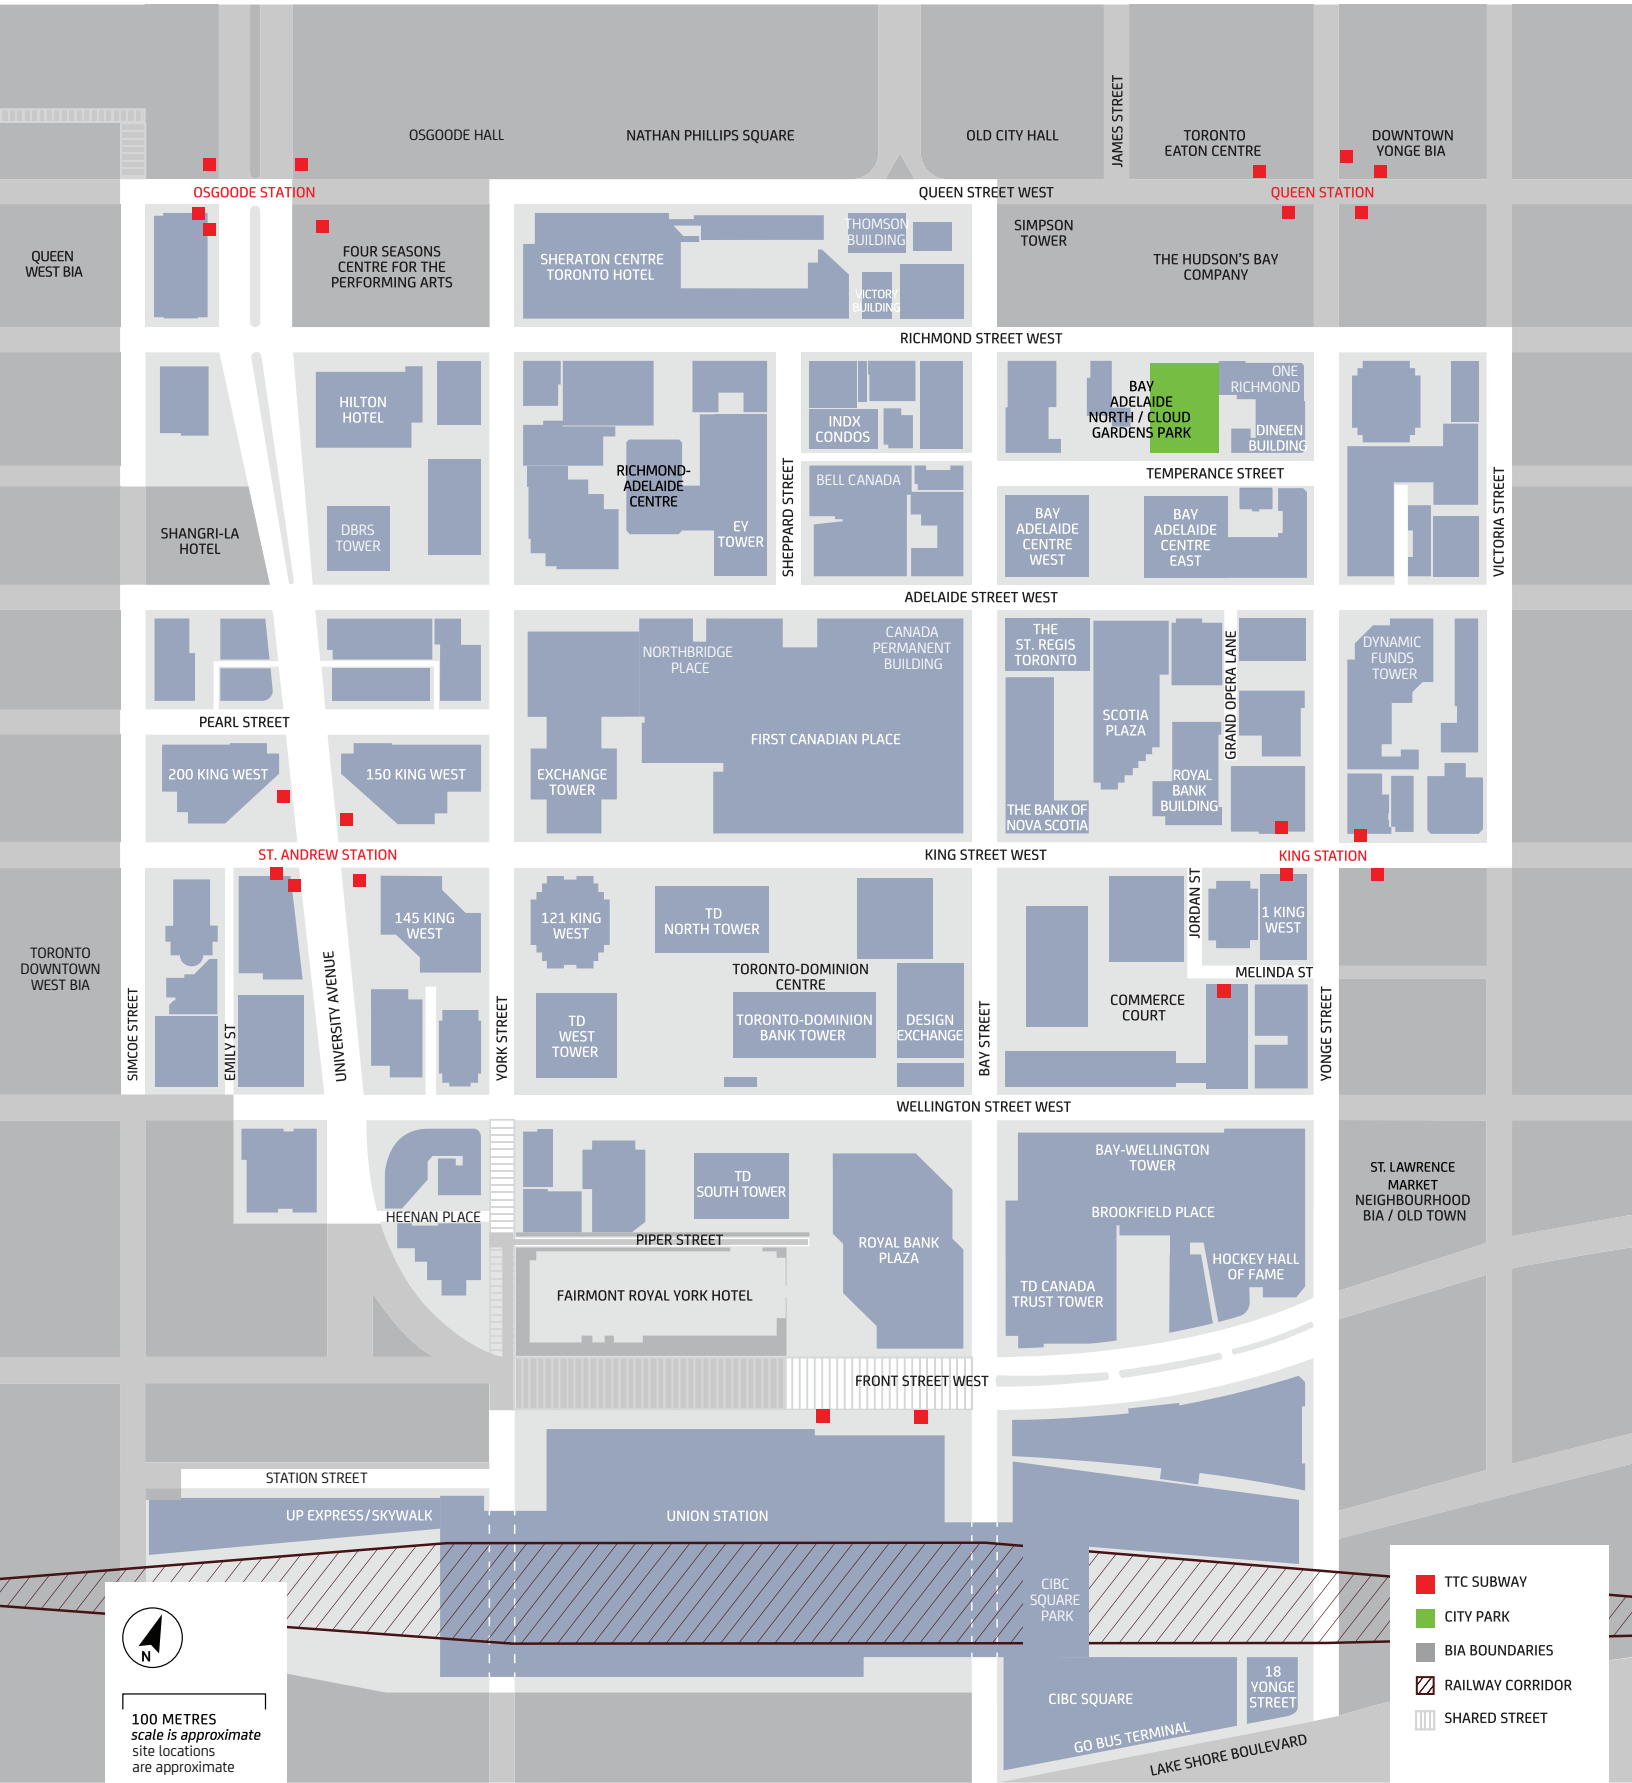 OSGOODE HALL
NATHAN PHILLIPS SQUARE
OLD CITY HALL
JAMES STREET
TORONTO
EATON CENTRE
DOWNTOWN
YONGE BIA
OSGOODE STATION
QUEEN STREET WEST
QUEEN STATION
QUEEN
WEST BIA
FOUR SEASONS
CENTRE FOR THE
PERFORMING ARTS
SHERATON CENTRE
TORONTO HOTEL
THOMSON
BUILDING
VICTORY
BUILDING
SIMPSON
TOWER
THE HUDSON'S BAY
COMPANY
RICHMOND STREET WEST
HILTON
HOTEL
INDX
CONDOS
BAY
ADELAIDE
NORTH / CLOUD
GARDENS PARK
ONE
RICHMOND
DINEEN
BUILDING
RICHMOND-
ADELAIDE
CENTRE
EY
TOWER
SHEPPARD STREET
BELL CANADA
TEMPERANCE STREET
VICTORIA STREET
SHANGRI-LA
HOTEL
DBRS
TOWER
BAY
ADELAIDE
CENTRE
WEST
BAY
ADELAIDE
CENTRE
EAST
ADELAIDE STREET WEST
NORTHBRIDGE
PLACE
CANADA
PERMANENT
BUILDING
THE
ST. REGIS
TORONTO
GRAND OPERA LANE
DYNAMIC
FUNDS
TOWER
PEARL STREET
FIRST CANADIAN PLACE
SCOTIA
PLAZA
200 KING WEST
150 KING WEST
EXCHANGE
TOWER
THE BANK OF
NOVA SCOTIA
ROYAL
BANK
BUILDING
ST. ANDREW STATION
KING STREET WEST
KING STATION
145 KING
WEST
121 KING
WEST
TD
NORTH TOWER
JORDAN ST
1 KING
WEST
TORONTO
DOWNTOWN
WEST BIA
TORONTO-DOMINION
CENTRE
MELINDA ST
SIMCOE STREET
EMILY ST
UNIVERSITY AVENUE
YORK STREET
TD
WEST
TOWER
TORONTO-DOMINION
BANK TOWER
DESIGN
EXCHANGE
BAY STREET
COMMERCE
COURT
YONGE STREET
WELLINGTON STREET WEST
TD
SOUTH TOWER
BAY-WELLINGTON
TOWER
ST. LAWRENCE
MARKET
NEIGHBOURHOOD
BIA / OLD TOWN
HEENAN PLACE
BROOKFIELD PLACE
PIPER STREET
ROYAL BANK
PLAZA
HOCKEY HALL
OF FAME
FAIRMONT ROYAL YORK HOTEL
TD CANADA
TRUST TOWER
FRONT STREET WEST
STATION STREET
UP EXPRESS/SKYWALK
UNION STATION
CIBC
SQUARE
PARK
CIBC SQUARE
18
YONGE
STREET
GO BUS TERMINAL
LAKE SHORE BOULEVARD
N
100 METRES
scale is approximate
site locations
are approximate
TTC SUBWAY
CITY PARK
BIA BOUNDARIES
RAILWAY CORRIDOR
SHARED STREET